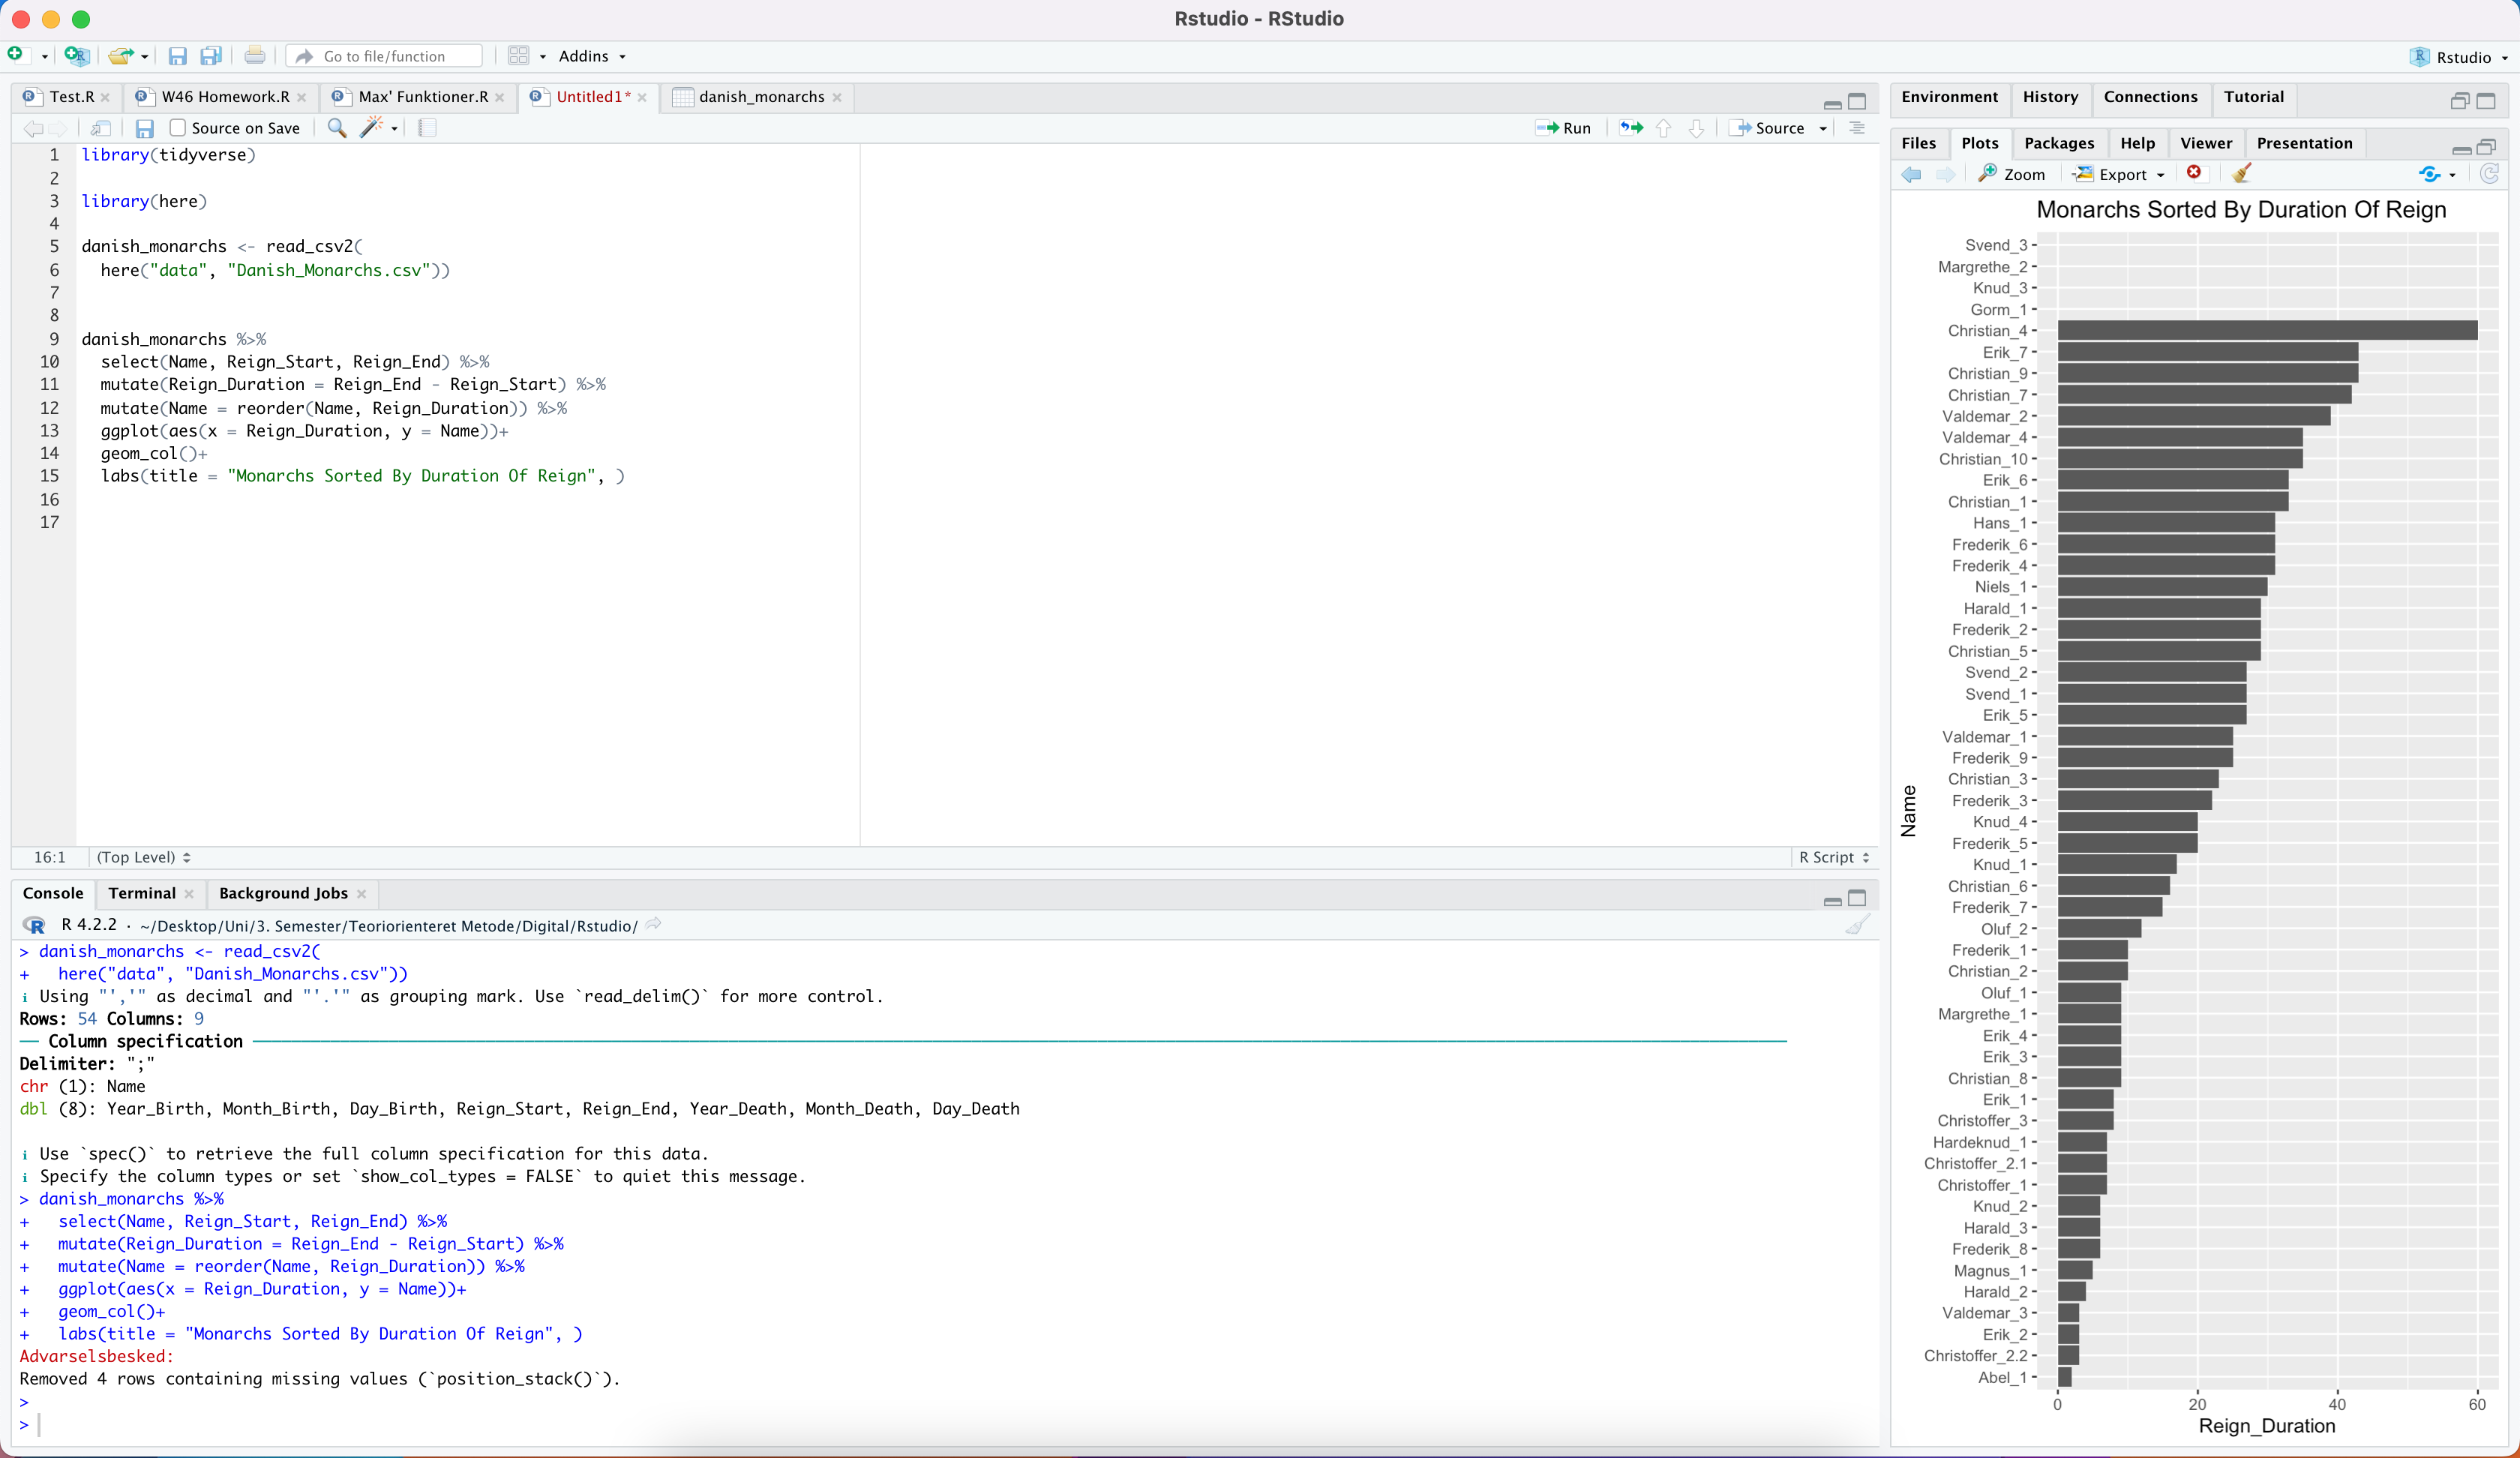 Rstudio - RStudio
Go to file/function
Addins
Rstudio
Test.R
W46 Homework.R
Max' Funktioner.R
Untitled1*
danish_monarchs
Source on Save
Run
Source
1 library(tidyverse)
2
3 library(here)
4
5 danish_monarchs <- read_csv2(
6 here("data", "Danish_Monarchs.csv"))
7
8
9 danish_monarchs %>%
10 select(Name, Reign_Start, Reign_End) %>%
11 mutate(Reign_Duration = Reign_End - Reign_Start) %>%
12 mutate(Name = reorder(Name, Reign_Duration)) %>%
13 ggplot(aes(x = Reign_Duration, y = Name))+
14 geom_col()+
15 labs(title = "Monarchs Sorted By Duration Of Reign", )
16
17
16:1
(Top Level)
R Script
Console
Terminal
Background Jobs
R 4.2.2 · ~/Desktop/Uni/3. Semester/Teoriorienteret Metode/Digital/Rstudio/
> danish_monarchs <- read_csv2(
+ here("data", "Danish_Monarchs.csv"))
i Using "','" as decimal and "'.'" as grouping mark. Use `read_delim()` for more control.
Rows: 54 Columns: 9
── Column specification ──
Delimiter: ";"
chr (1): Name
dbl (8): Year_Birth, Month_Birth, Day_Birth, Reign_Start, Reign_End, Year_Death, Month_Death, Day_Death
i Use `spec()` to retrieve the full column specification for this data.
i Specify the column types or set `show_col_types = FALSE` to quiet this message.
> danish_monarchs %>%
+ select(Name, Reign_Start, Reign_End) %>%
+ mutate(Reign_Duration = Reign_End - Reign_Start) %>%
+ mutate(Name = reorder(Name, Reign_Duration)) %>%
+ ggplot(aes(x = Reign_Duration, y = Name))+
+ geom_col()+
+ labs(title = "Monarchs Sorted By Duration Of Reign", )
Advarselsbesked:
Removed 4 rows containing missing values (`position_stack()`).
>
>
Environment
History
Connections
Tutorial
Files
Plots
Packages
Help
Viewer
Presentation
Zoom
Export
Monarchs Sorted By Duration Of Reign
Svend_3
Margrethe_2
Knud_3
Gorm_1
Christian_4
Erik_7
Christian_9
Christian_7
Valdemar_2
Valdemar_4
Christian_10
Erik_6
Christian_1
Hans_1
Frederik_6
Frederik_4
Niels_1
Harald_1
Frederik_2
Christian_5
Svend_2
Svend_1
Erik_5
Valdemar_1
Frederik_9
Christian_3
Frederik_3
Knud_4
Frederik_5
Knud_1
Christian_6
Frederik_7
Oluf_2
Frederik_1
Christian_2
Oluf_1
Margrethe_1
Erik_4
Erik_3
Christian_8
Erik_1
Christoffer_3
Hardeknud_1
Christoffer_2.1
Christoffer_1
Knud_2
Harald_3
Frederik_8
Magnus_1
Harald_2
Valdemar_3
Erik_2
Christoffer_2.2
Abel_1
Name
0 20 40 60
Reign_Duration